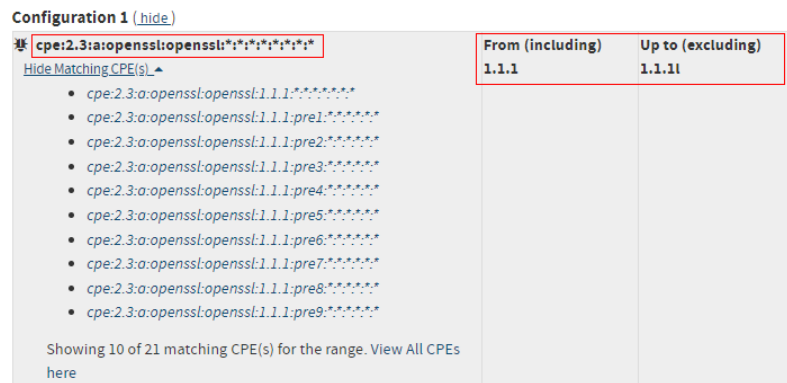 Configuration 1 ( hide )
cpe:2.3:a:openssl:openssl:*:*:*:*:*:*:*:* From (including) Up to (excluding)
Hide Matching CPE(s) 1.1.1 1.1.1l
cpe:2.3:a:openssl:openssl:1.1.1:*:*:*:*:*:*:*
cpe:2.3:a:openssl:openssl:1.1.1:pre1:*:*:*:*:*:*
cpe:2.3:a:openssl:openssl:1.1.1:pre2:*:*:*:*:*:*
cpe:2.3:a:openssl:openssl:1.1.1:pre3:*:*:*:*:*:*
cpe:2.3:a:openssl:openssl:1.1.1:pre4:*:*:*:*:*:*
cpe:2.3:a:openssl:openssl:1.1.1:pre5:*:*:*:*:*:*
cpe:2.3:a:openssl:openssl:1.1.1:pre6:*:*:*:*:*:*
cpe:2.3:a:openssl:openssl:1.1.1:pre7:*:*:*:*:*:*
cpe:2.3:a:openssl:openssl:1.1.1:pre8:*:*:*:*:*:*
cpe:2.3:a:openssl:openssl:1.1.1:pre9:*:*:*:*:*:*
Showing 10 of 21 matching CPE(s) for the range. View All CPEs
here